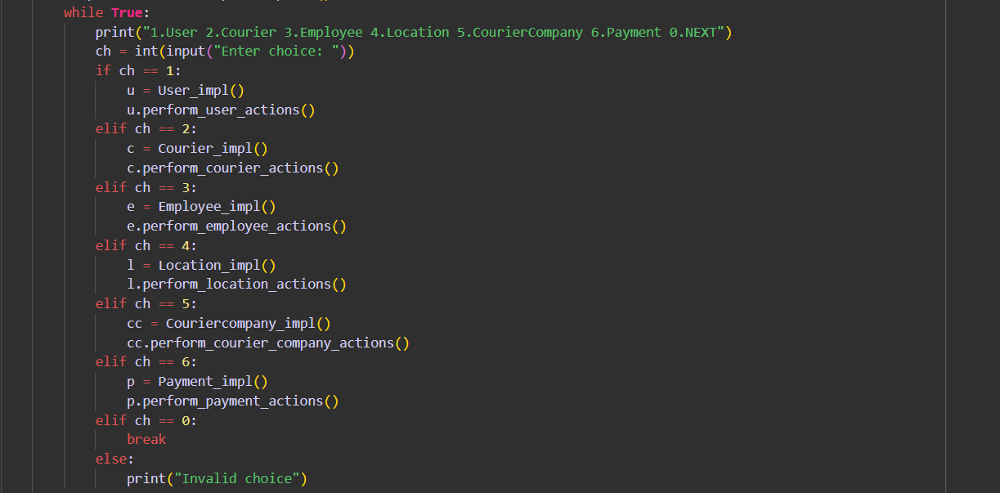 while True:
print("1.User 2.Courier 3.Employee 4.Location 5.CourierCompany 6.Payment 0.NEXT")
ch = int(input("Enter choice: "))
if ch == 1:
u = User_impl()
u.perform_user_actions()
elif ch == 2:
c = Courier_impl()
c.perform_courier_actions()
elif ch == 3:
e = Employee_impl()
e.perform_employee_actions()
elif ch == 4:
l = Location_impl()
l.perform_location_actions()
elif ch == 5:
cc = Couriercompany_impl()
cc.perform_courier_company_actions()
elif ch == 6:
p = Payment_impl()
p.perform_payment_actions()
elif ch == 0:
break
else:
print("Invalid choice")